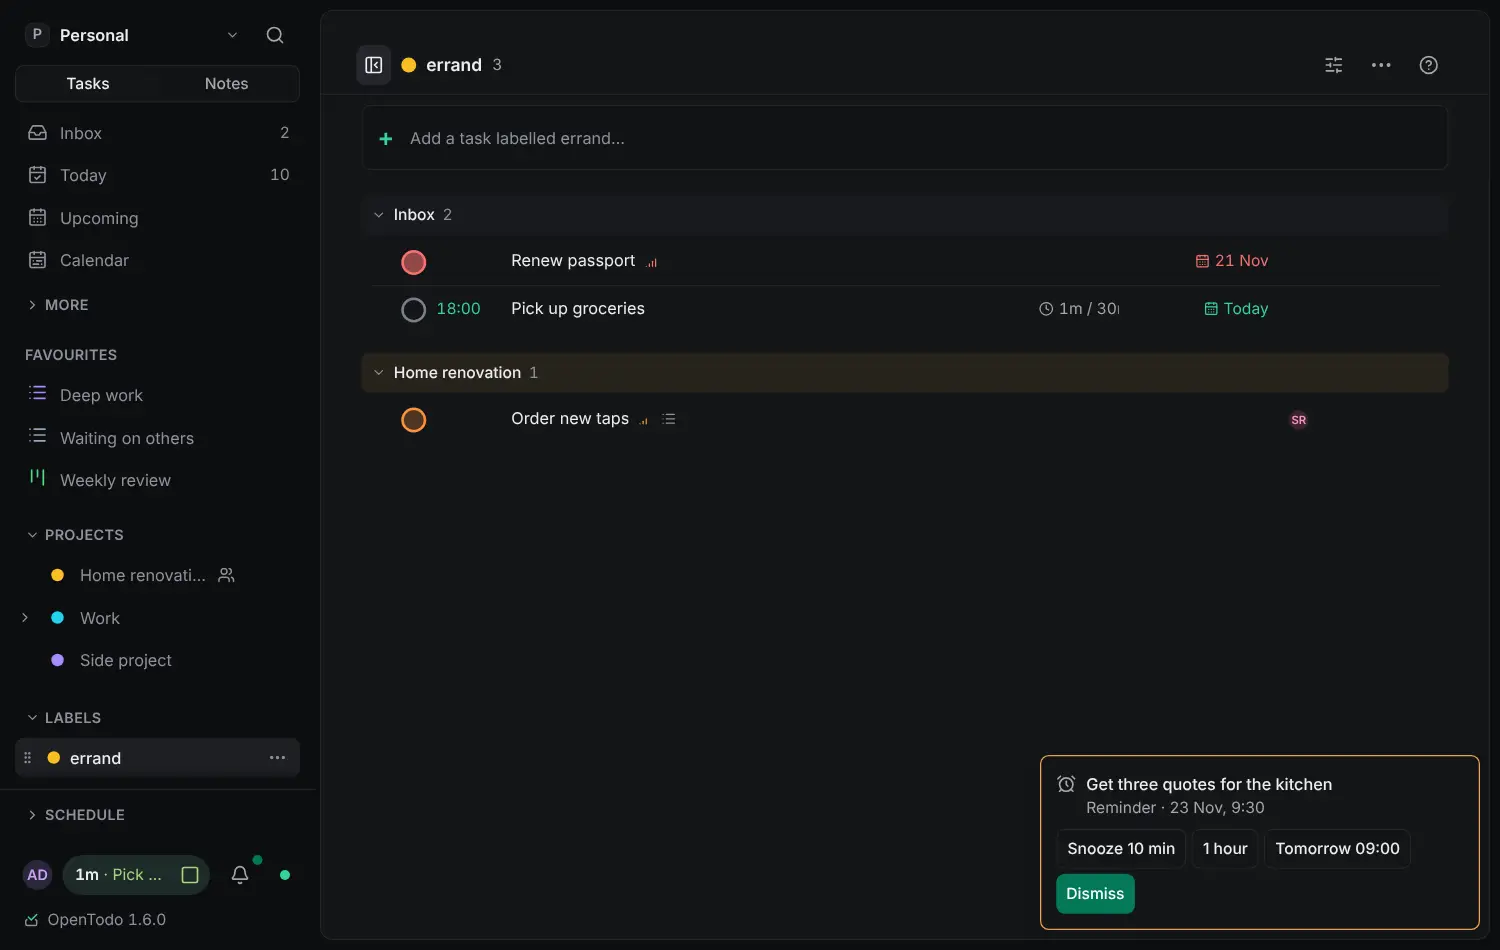 P Personal
Tasks Notes
Inbox 2
Today 10
Upcoming
Calendar
MORE
FAVOURITES
Deep work
Waiting on others
Weekly review
PROJECTS
Home renovati...
Work
Side project
LABELS
errand
SCHEDULE
AD 1m · Pick ...
OpenTodo 1.6.0
errand 3
Add a task labelled errand...
Inbox 2
Renew passport 21 Nov
18:00 Pick up groceries 1m / 30 Today
Home renovation 1
Order new taps SR
Get three quotes for the kitchen
Reminder · 23 Nov, 9:30
Snooze 10 min 1 hour Tomorrow 09:00
Dismiss